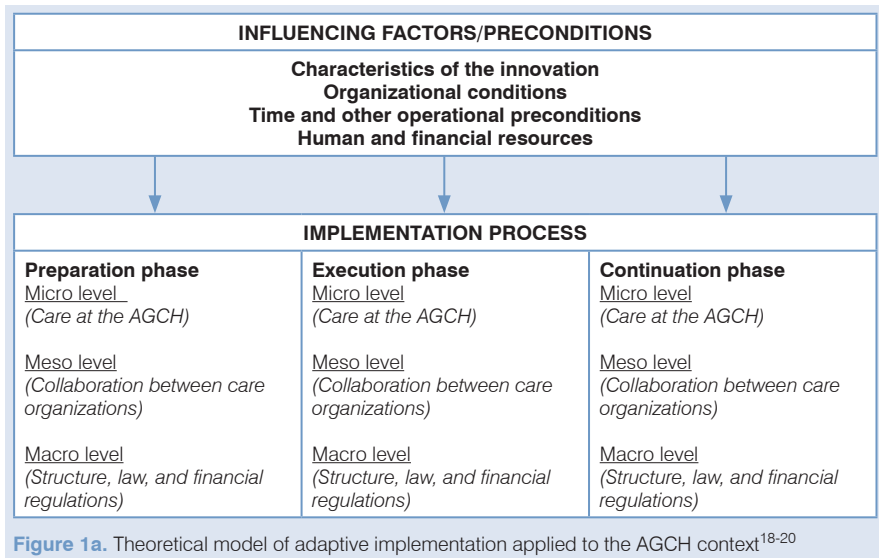 INFLUENCING FACTORS/PRECONDITIONS
Characteristics of the innovation
Organizational conditions
Time and other operational preconditions
Human and financial resources
IMPLEMENTATION PROCESS
Preparation phase
Micro level
(Care at the AGCH)
Meso level
(Collaboration between care
organizations)
Macro level
(Structure, law, and financial
regulations)
Execution phase
Micro level
(Care at the AGCH)
Meso level
(Collaboration between care
organizations)
Macro level
(Structure, law, and financial
regulations)
Continuation phase
Micro level
(Care at the AGCH)
Meso level
(Collaboration between care
organizations)
Macro level
(Structure, law, and financial
regulations)
Figure 1a. Theoretical model of adaptive implementation applied to the AGCH context18-20